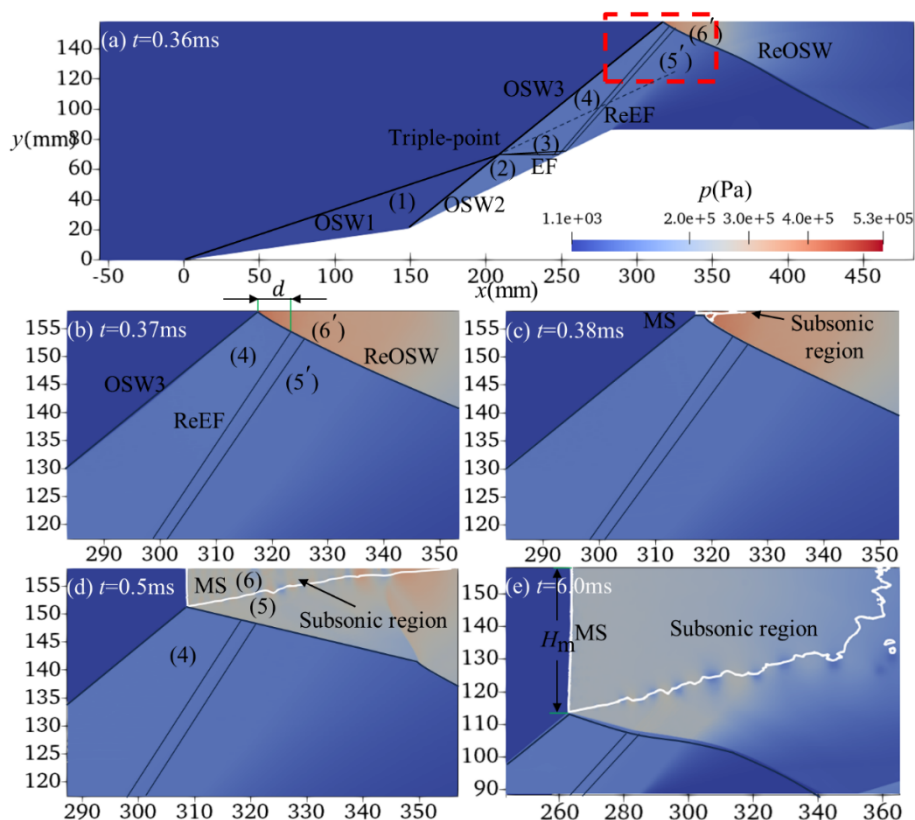 (a) t=0.36ms
(6′)
ReOSW
(5′)
OSW3
(4)
ReEF
Triple-point
(3)
EF
(2)
(1)
OSW1
OSW2
p(Pa)
1.1e+03 2.0e+5 3.0e+5 4.0e+5 5.3e+05
y(mm)
140
120
100
80
60
40
20
0
-50 0 50 100 150 200 250 300 350 400 450
x(mm)
d
(b) t=0.37ms
(6′)
(4)
ReOSW
OSW3
(5′)
ReEF
155
150
145
140
135
130
125
120
290 300 310 320 330 340 350
(c) t=0.38ms
MS
Subsonic
region
155
150
145
140
135
130
125
120
290 300 310 320 330 340 350
(d) t=0.5ms
MS
(6)
(5)
Subsonic region
(4)
155
150
145
140
135
130
125
120
290 300 310 320 330 340 350
(e) t=6.0ms
Hm
MS
Subsonic region
150
140
130
120
110
100
90
260 280 300 320 340 360